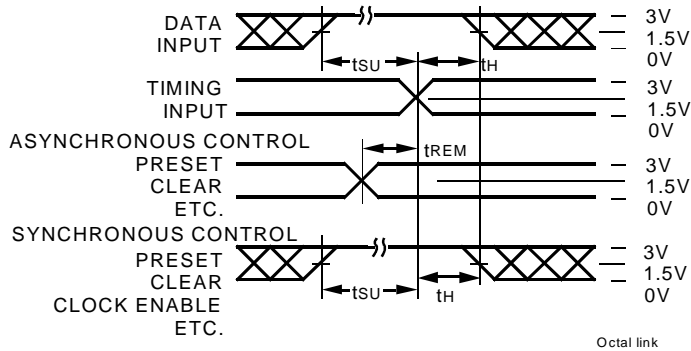 DATA
INPUT
tSU
tH
3V
1.5V
0V
TIMING
INPUT
3V
1.5V
0V
ASYNCHRONOUS CONTROL
PRESET
CLEAR
ETC.
tREM
3V
1.5V
0V
SYNCHRONOUS CONTROL
PRESET
CLEAR
CLOCK ENABLE
ETC.
tSU
tH
3V
1.5V
0V
Octal link